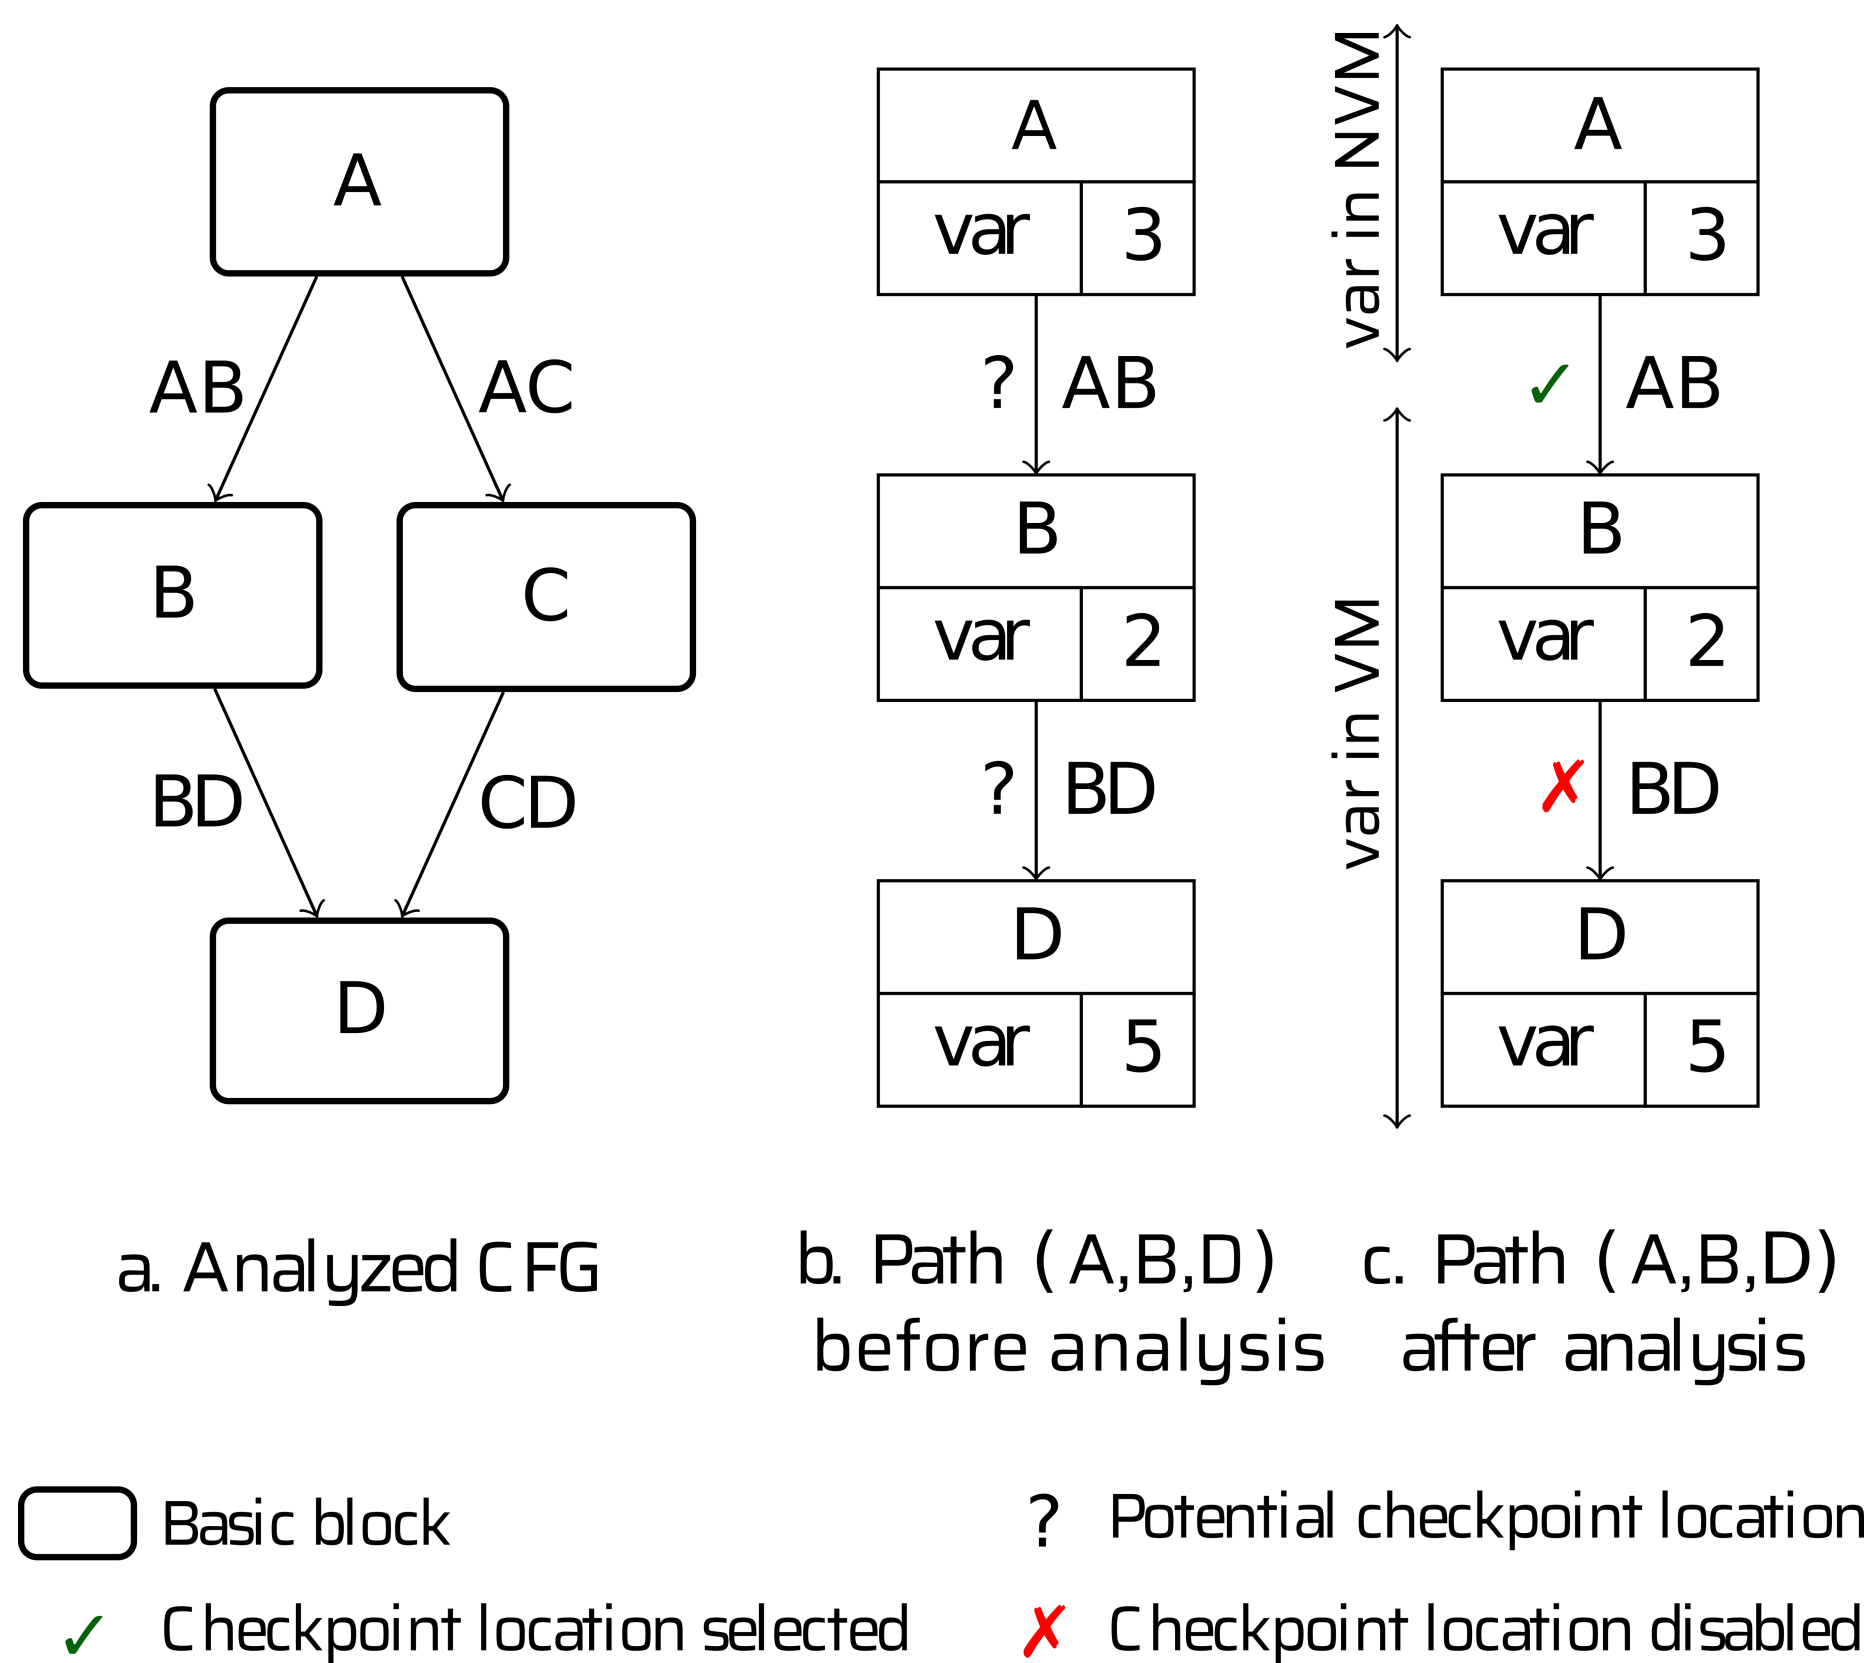 A
AB
AC
B
C
BD
CD
D
a. Analyzed CFG
A
var 3
? AB
B
var 2
? BD
D
var 5
b. Path (A,B,D)
before analysis
var in NVM
var in VM
A
var 3
✓ AB
B
var 2
✗ BD
D
var 5
c. Path (A,B,D)
after analysis
Basic block
? Potential checkpoint location
✓ Checkpoint location selected
✗ Checkpoint location disabled